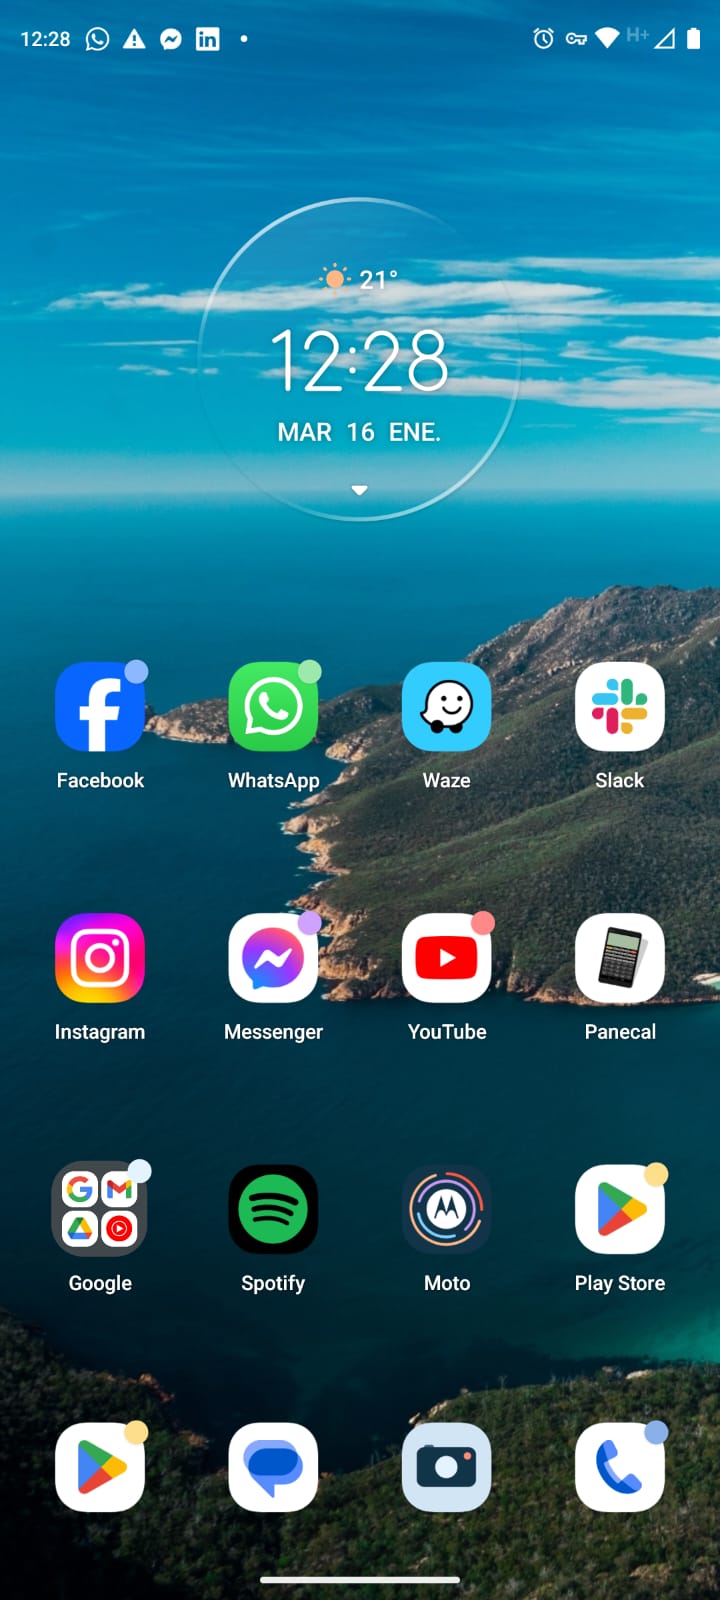 12:28 H+
21°
12:28
MAR 16 ENE.
Facebook WhatsApp Waze Slack
Instagram Messenger YouTube Panecal
Google Spotify Moto Play Store